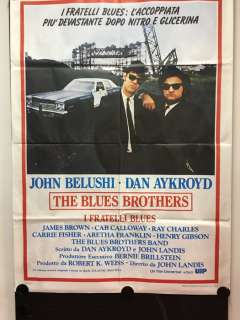 I FRATELLI BLUES: L'ACCOPPIATA
PIU' DEVASTANTE DOPO NITRO E GLICERINA
JOHN BELUSHI · DAN AYKROYD
THE BLUES BROTHERS
I FRATELLI BLUES
JAMES BROWN · CAB CALLOWAY · RAY CHARLES
CARRIE FISHER · ARETHA FRANKLIN · HENRY GIBSON
THE BLUES BROTHERS BAND
Scritto da DAN AYKROYD e JOHN LANDIS
Produttore Esecutivo BERNIE BRILLSTEIN
Prodotto da ROBERT K. WEISS · Diretto da JOHN LANDIS
UIP